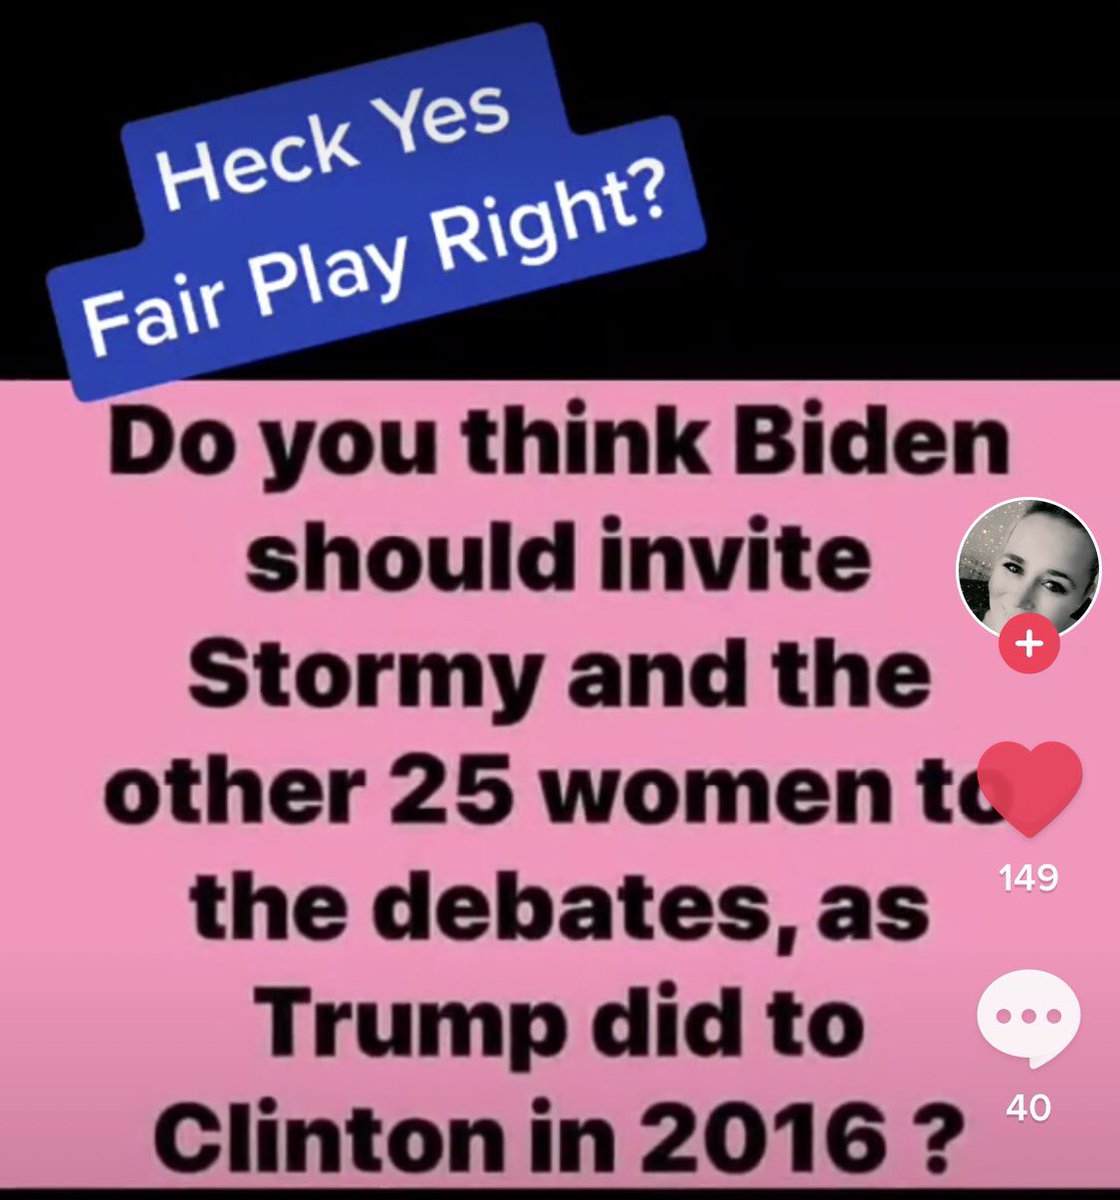 Heck Yes
Fair Play Right?
Do you think Biden
should invite
Stormy and the
other 25 women to
the debates, as
Trump did to
Clinton in 2016 ?
149
40